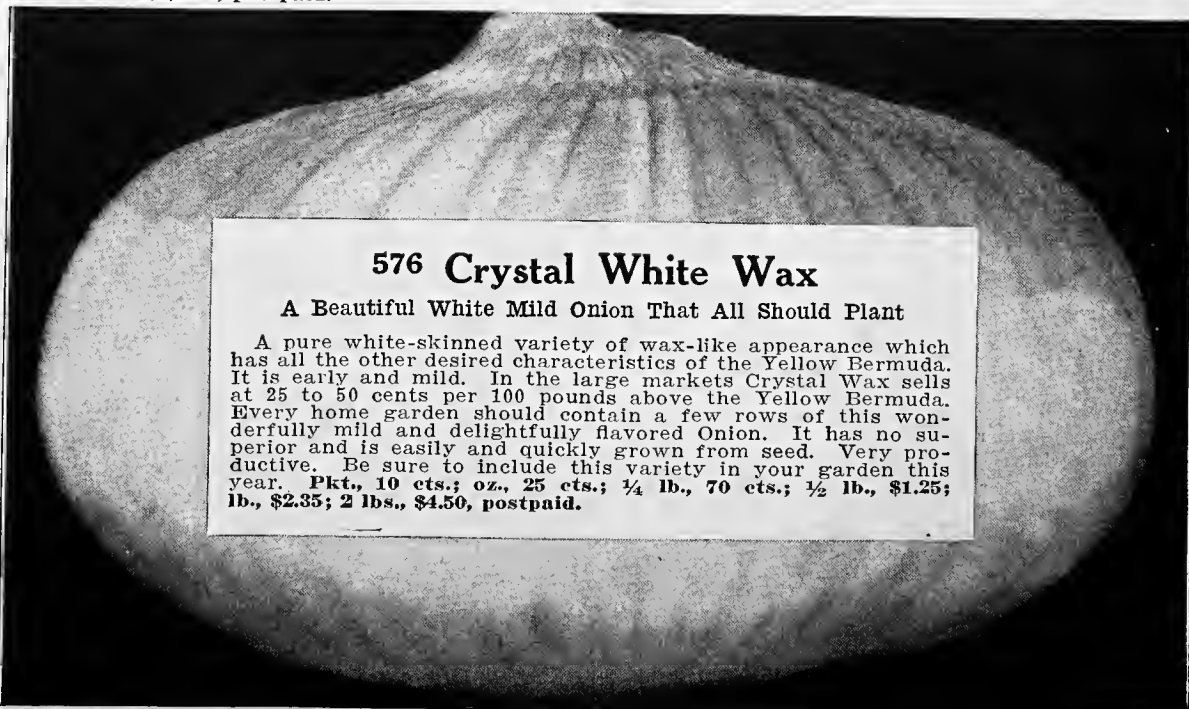 576 Crystal White Wax
A Beautiful White Mild Onion That All Should Plant
A pure white-skinned variety of wax-like appearance which
has all the other desired characteristics of the Yellow Bermuda.
It is early and mild. In the large markets Crystal Wax sells
at 25 to 50 cents per 100 pounds above the Yellow Bermuda.
Every home garden should contain a few rows of this won-
derfully mild and delightfully flavored Onion. It has no su-
perior and is easily and quickly grown from seed. Very pro-
ductive. Be sure to include this variety in your garden this
year. Pkt., 10 cts.; oz., 25 cts.; ¼ lb., 70 cts.; ½ lb., $1.25;
lb., $2.35; 2 lbs., $4.50, postpaid.